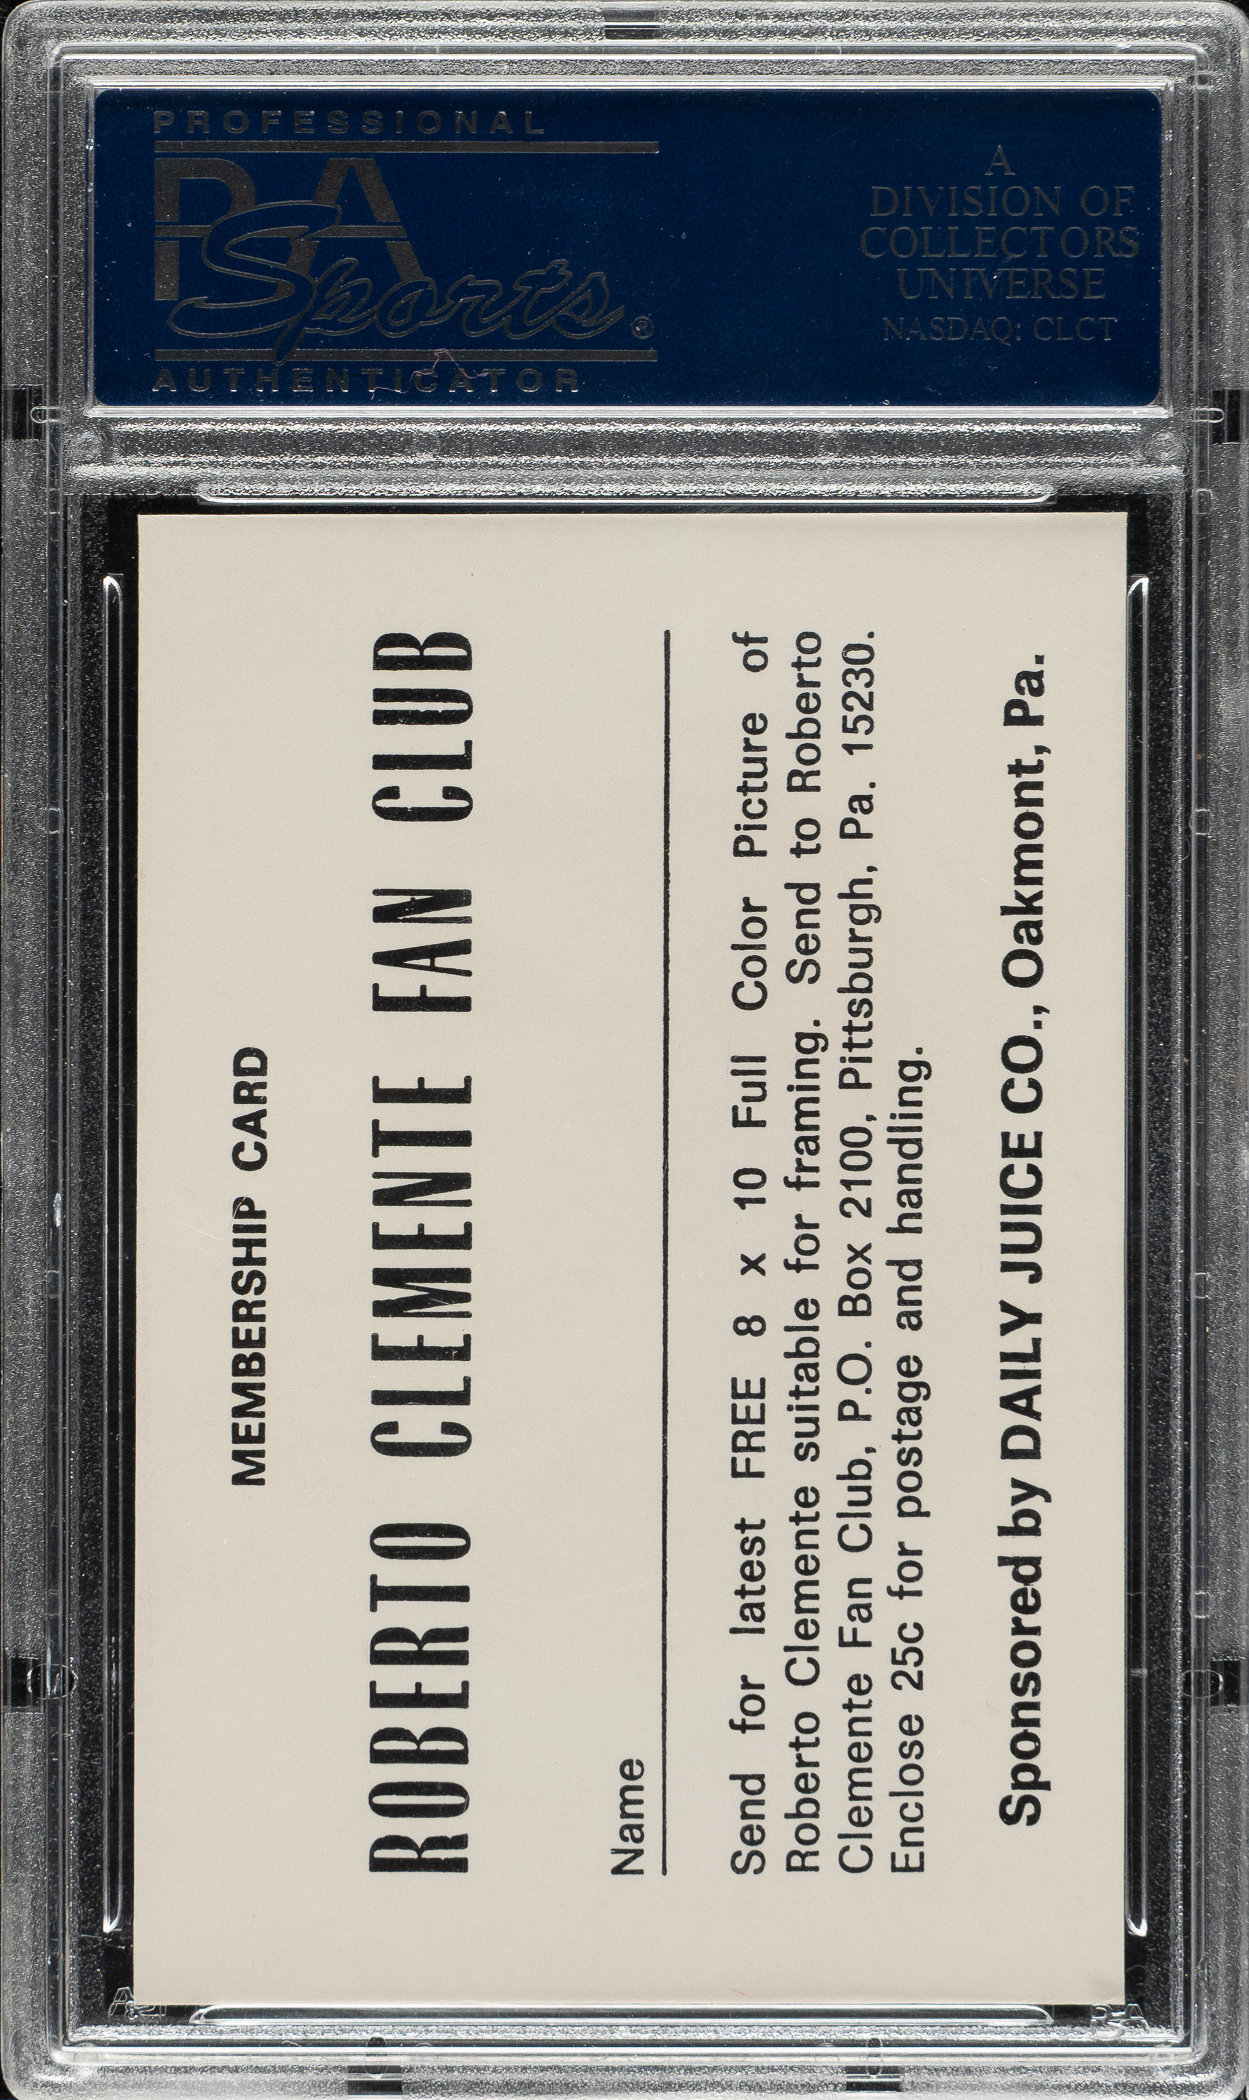 PROFESSIONAL
PSA
Sports®
AUTHENTICATOR
A
DIVISION OF
COLLECTORS
UNIVERSE
NASDAQ: CLCT
MEMBERSHIP CARD
ROBERTO CLEMENTE FAN CLUB
Name
Send for latest FREE 8 x 10 Full Color Picture of
Roberto Clemente suitable for framing. Send to Roberto
Clemente Fan Club, P.O. Box 2100, Pittsburgh, Pa. 15230.
Enclose 25c for postage and handling.
Sponsored by DAILY JUICE CO., Oakmont, Pa.